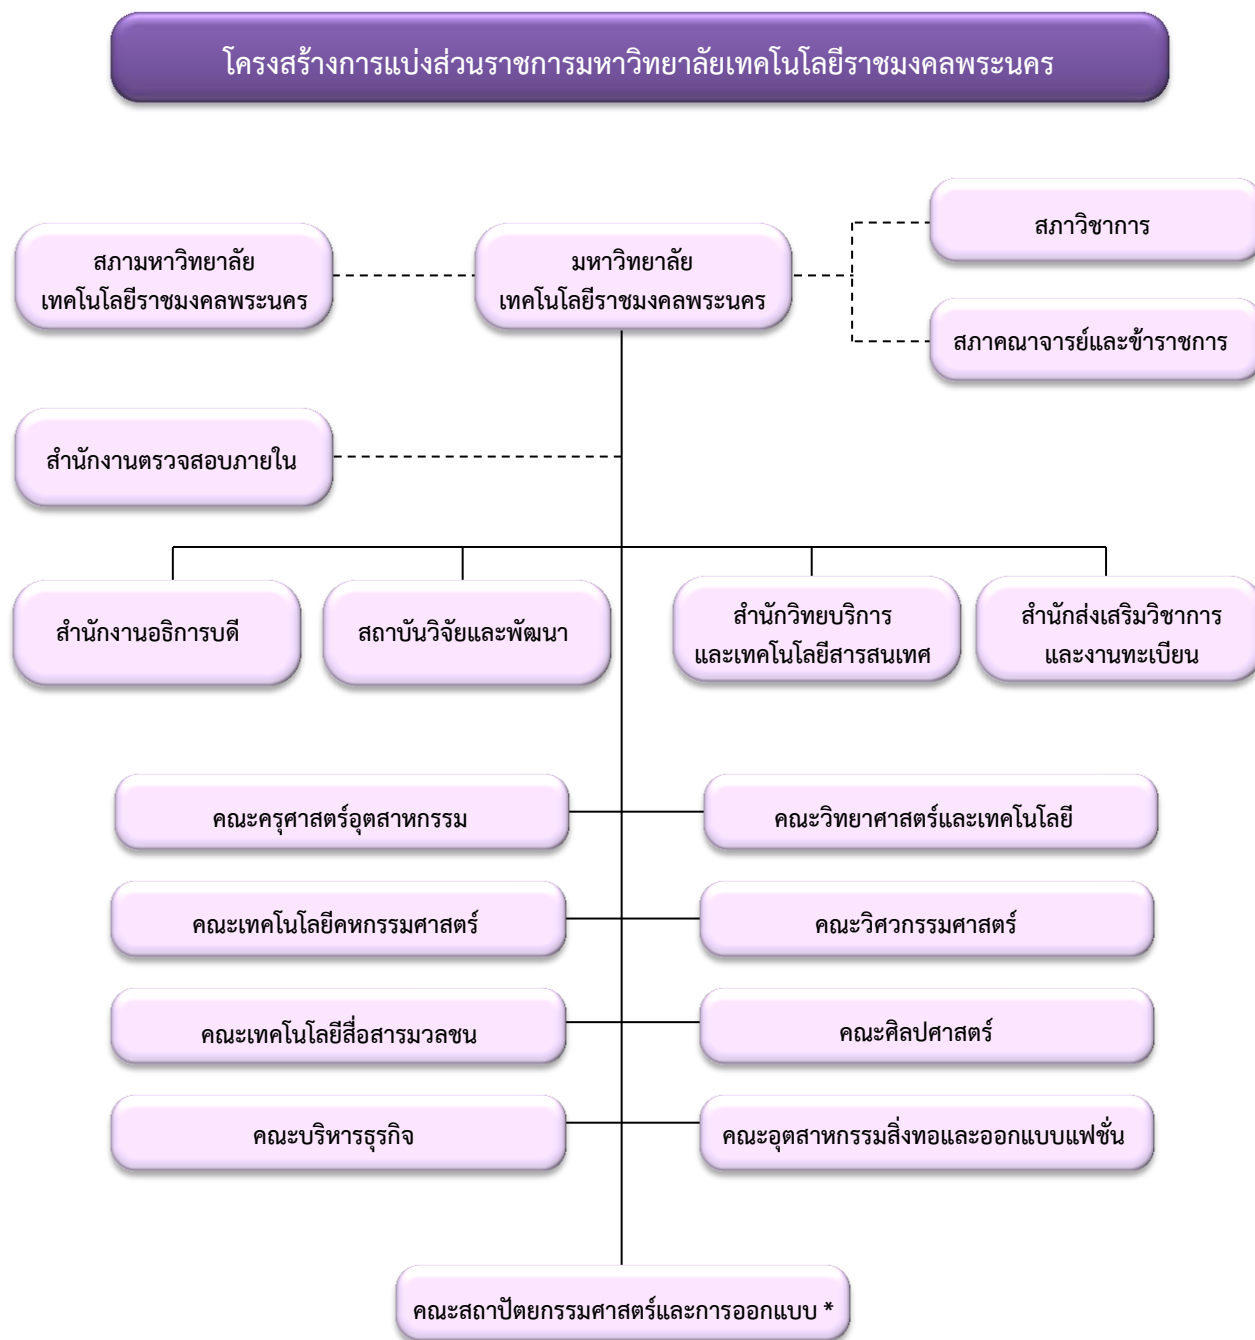 โครงสร้างการแบ่งส่วนราชการมหาวิทยาลัยเทคโนโลยีราชมงคลพระนคร
สภามหาวิทยาลัย
เทคโนโลยีราชมงคลพระนคร
มหาวิทยาลัย
เทคโนโลยีราชมงคลพระนคร
สภาวิชาการ
สภาคณาจารย์และข้าราชการ
สำนักงานตรวจสอบภายใน
สำนักงานอธิการบดี
สถาบันวิจัยและพัฒนา
สำนักวิทยบริการ
และเทคโนโลยีสารสนเทศ
สำนักส่งเสริมวิชาการ
และงานทะเบียน
คณะครุศาสตร์อุตสาหกรรม
คณะวิทยาศาสตร์และเทคโนโลยี
คณะเทคโนโลยีคหกรรมศาสตร์
คณะวิศวกรรมศาสตร์
คณะเทคโนโลยีสื่อสารมวลชน
คณะศิลปศาสตร์
คณะบริหารธุรกิจ
คณะอุตสาหกรรมสิ่งทอและออกแบบแฟชั่น
คณะสถาปัตยกรรมศาสตร์และการออกแบบ *